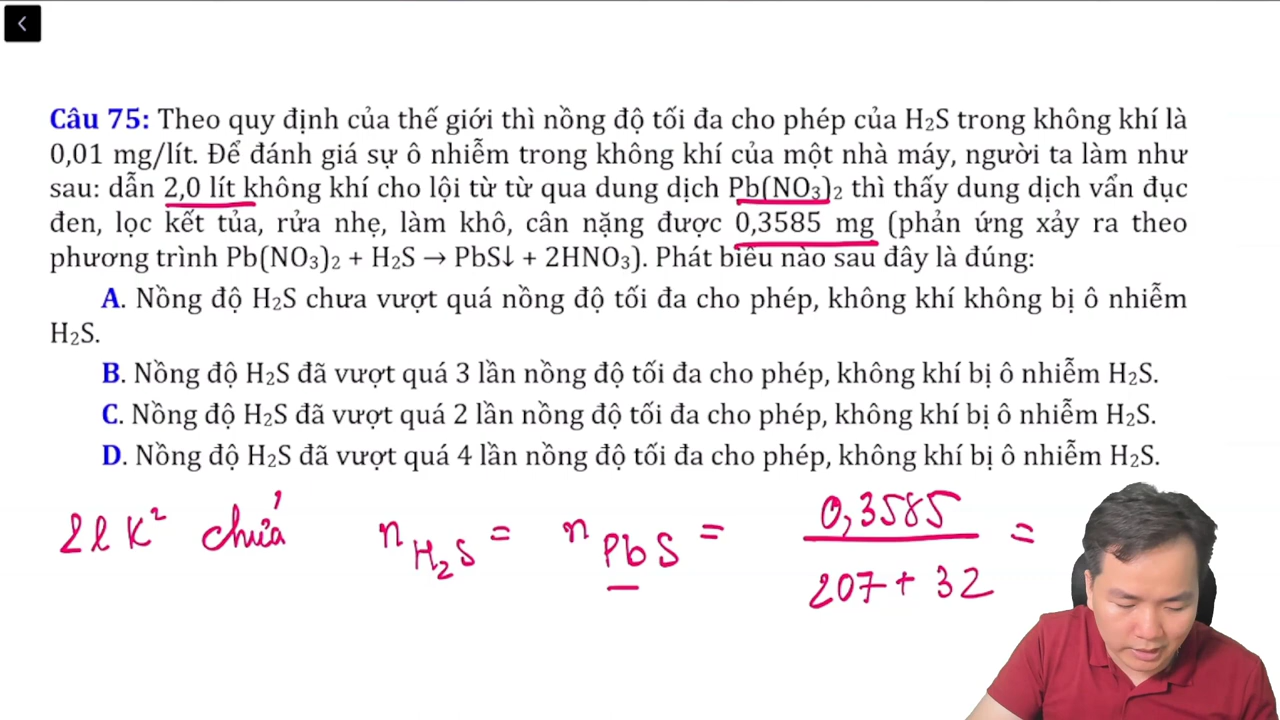 Câu 75: Theo quy định của thế giới thì nồng độ tối đa cho phép của H₂S trong không khí là
0,01 mg/lít. Để đánh giá sự ô nhiễm trong không khí của một nhà máy, người ta làm như
sau: dẫn 2,0 lít không khí cho lội từ từ qua dung dịch Pb(NO₃)₂ thì thấy dung dịch vẩn đục
đen, lọc kết tủa, rửa nhẹ, làm khô, cân nặng được 0,3585 mg (phản ứng xảy ra theo
phương trình Pb(NO₃)₂ + H₂S → PbS↓ + 2HNO₃). Phát biểu nào sau đây là đúng:
A. Nồng độ H₂S chưa vượt quá nồng độ tối đa cho phép, không khí không bị ô nhiễm
H₂S.
B. Nồng độ H₂S đã vượt quá 3 lần nồng độ tối đa cho phép, không khí bị ô nhiễm H₂S.
C. Nồng độ H₂S đã vượt quá 2 lần nồng độ tối đa cho phép, không khí bị ô nhiễm H₂S.
D. Nồng độ H₂S đã vượt quá 4 lần nồng độ tối đa cho phép, không khí bị ô nhiễm H₂S.
2l K² chứa n H₂S = n PbS = 0,3585 / 207 + 32 =